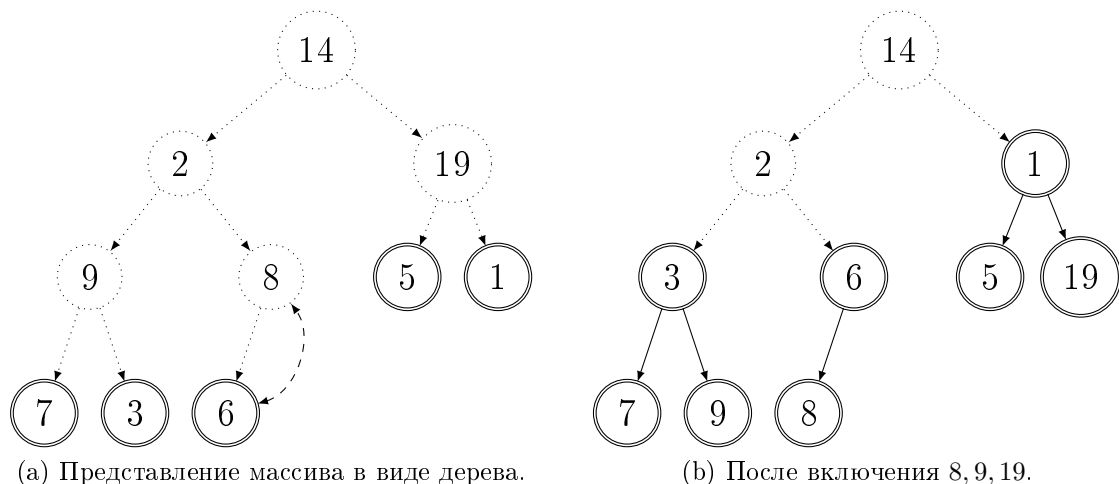 14
2 19
9 8 5 1
7 3 6
(a) Представление массива в виде дерева.
14
2 1
3 6 5 19
7 9 8
(b) После включения 8, 9, 19.